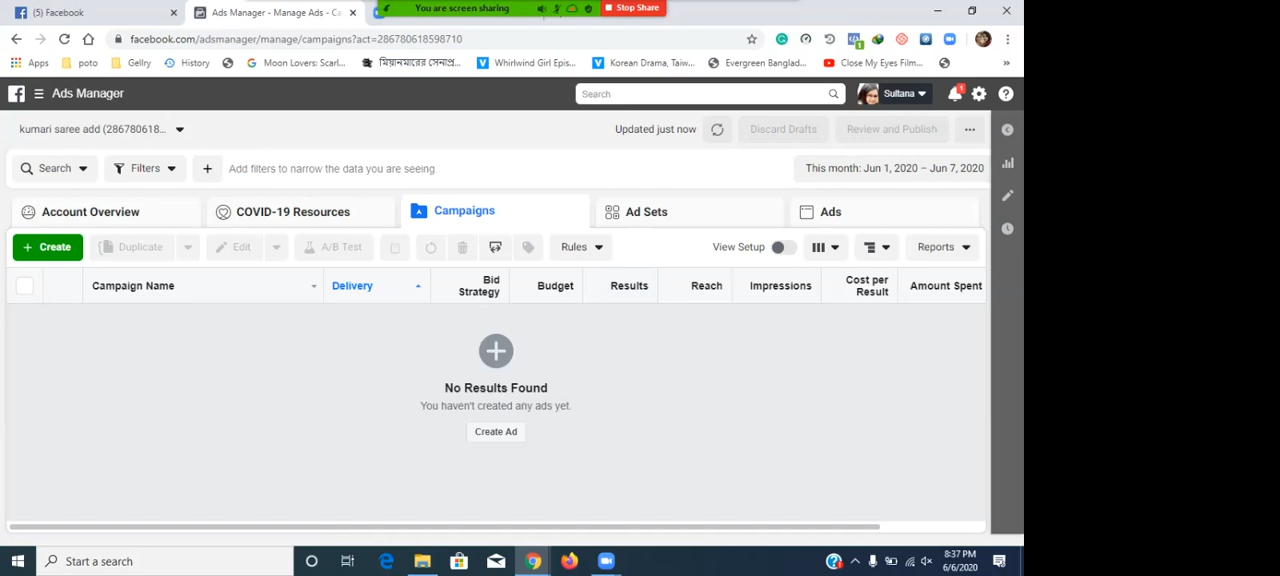 (5) Facebook
Ads Manager - Manage Ads - Ca
You are screen sharing
Stop Share
facebook.com/adsmanager/manage/campaigns?act=286780618598710
Apps
poto
Gellry
History
Moon Lovers: Scarl...
মিয়ানমারের সেনাপ্র...
Whirlwind Girl Epis...
Korean Drama, Taiw...
Evergreen Banglad...
Close My Eyes Film...
Ads Manager
Search
Sultana
1
kumari saree add (286780618...
Updated just now
Discard Drafts
Review and Publish
Search
Filters
Add filters to narrow the data you are seeing.
This month: Jun 1, 2020 – Jun 7, 2020
Account Overview
COVID-19 Resources
Campaigns
Ad Sets
Ads
+ Create
Duplicate
Edit
A/B Test
Rules
View Setup
Reports
Campaign Name
Delivery
Bid Strategy
Budget
Results
Reach
Impressions
Cost per Result
Amount Spent
No Results Found
You haven't created any ads yet.
Create Ad
Start a search
8:37 PM
6/6/2020